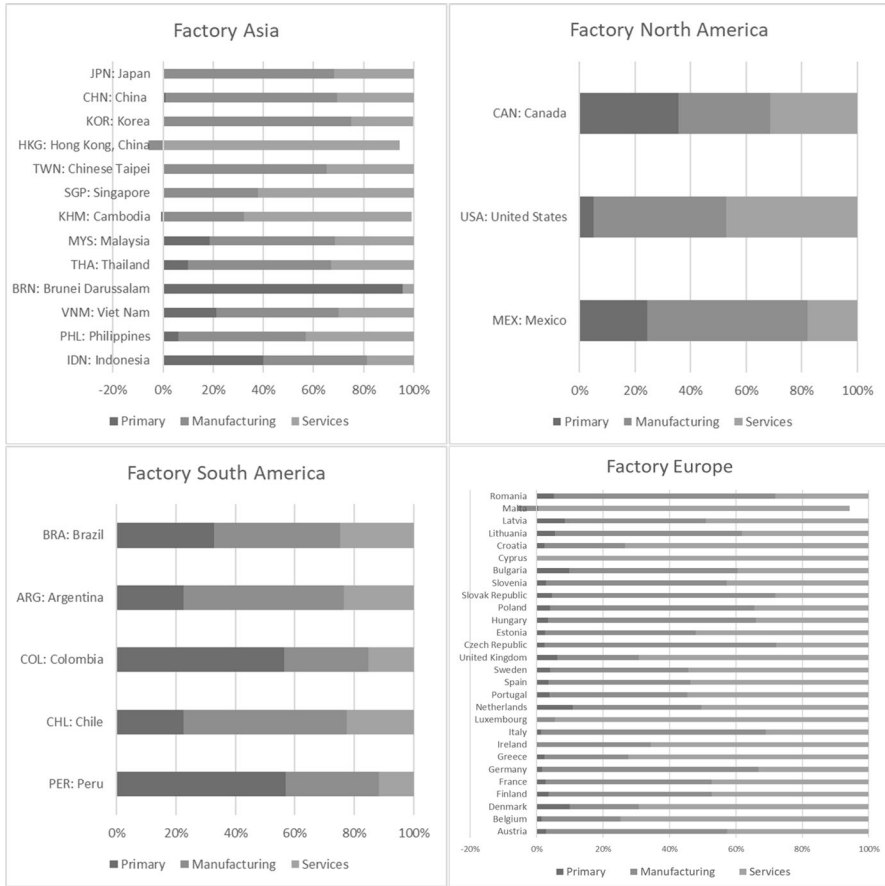 Factory Asia
JPN: Japan
CHN: China
KOR: Korea
HKG: Hong Kong, China
TWN: Chinese Taipei
SGP: Singapore
KHM: Cambodia
MYS: Malaysia
THA: Thailand
BRN: Brunei Darussalam
VNM: Viet Nam
PHL: Philippines
IDN: Indonesia
-20% 0% 20% 40% 60% 80% 100%
Primary Manufacturing Services
Factory North America
CAN: Canada
USA: United States
MEX: Mexico
0% 20% 40% 60% 80% 100%
Primary Manufacturing Services
Factory South America
BRA: Brazil
ARG: Argentina
COL: Colombia
CHL: Chile
PER: Peru
0% 20% 40% 60% 80% 100%
Primary Manufacturing Services
Factory Europe
Romania
Malta
Latvia
Lithuania
Croatia
Cyprus
Bulgaria
Slovenia
Slovak Republic
Poland
Hungary
Estonia
Czech Republic
United Kingdom
Sweden
Spain
Portugal
Netherlands
Luxembourg
Italy
Ireland
Greece
Germany
France
Finland
Denmark
Belgium
Austria
-20% 0% 20% 40% 60% 80% 100%
Primary Manufacturing Services